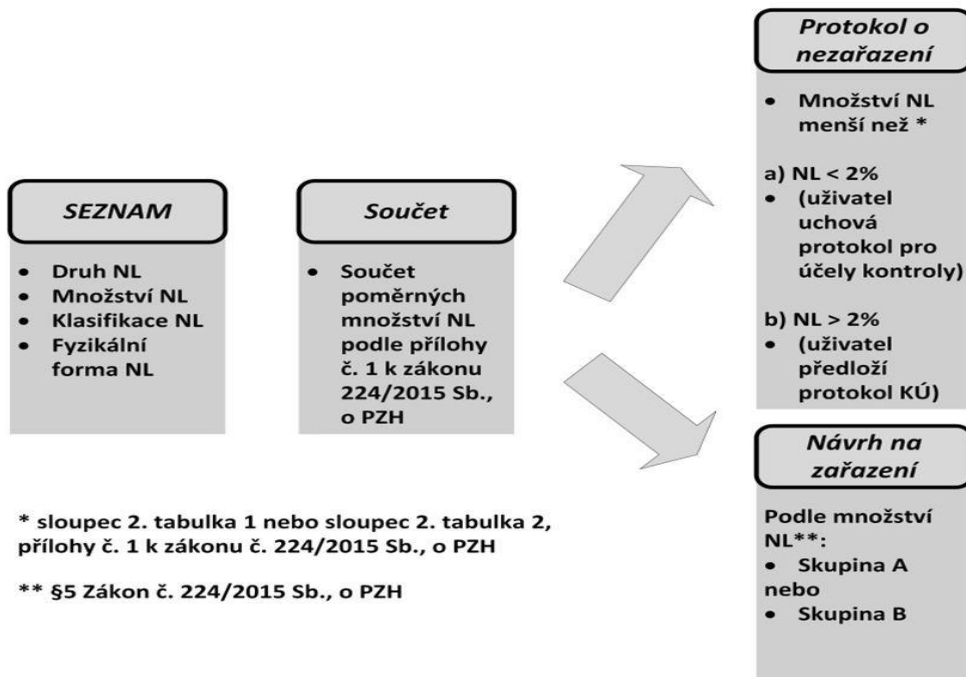 SEZNAM
• Druh NL
• Množství NL
• Klasifikace NL
• Fyzikální
forma NL
Součet
• Součet
poměrných
množství NL
podle přílohy
č. 1 k zákonu
224/2015 Sb.,
o PZH
Protokol o
nezařazení
• Množství NL
menší než *
a) NL < 2%
• (uživatel
uchová
protokol pro
účely kontroly)
b) NL > 2%
• (uživatel
předloží
protokol KÚ)
Návrh na
zařazení
Podle množství
NL**:
• Skupina A
nebo
• Skupina B
* sloupec 2. tabulka 1 nebo sloupec 2. tabulka 2,
přílohy č. 1 k zákonu č. 224/2015 Sb., o PZH
** §5 Zákon č. 224/2015 Sb., o PZH